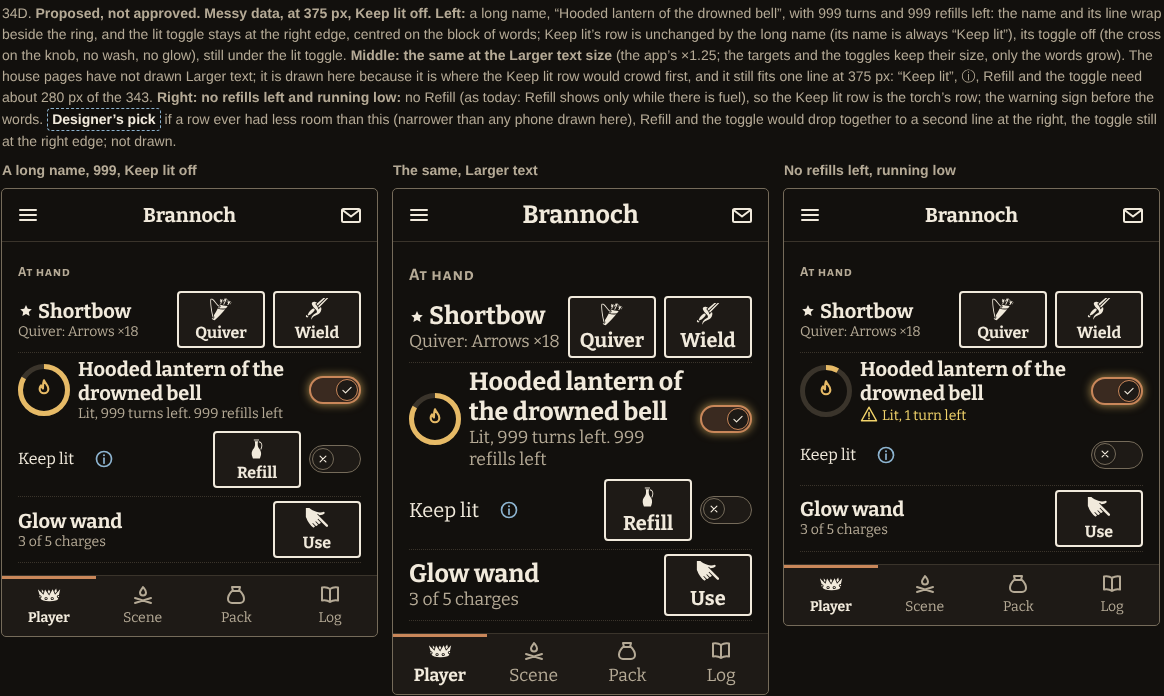 34D. Proposed, not approved. Messy data, at 375 px, Keep lit off. Left: a long name, “Hooded lantern of the drowned bell”, with 999 turns and 999 refills left: the name and its line wrap
beside the ring, and the lit toggle stays at the right edge, centred on the block of words; Keep lit’s row is unchanged by the long name (its name is always “Keep lit”), its toggle off (the cross
on the knob, no wash, no glow), still under the lit toggle. Middle: the same at the Larger text size (the app’s ×1.25; the targets and the toggles keep their size, only the words grow). The
house pages have not drawn Larger text; it is drawn here because it is where the Keep lit row would crowd first, and it still fits one line at 375 px: “Keep lit”, ⓘ, Refill and the toggle need
about 280 px of the 343. Right: no refills left and running low: no Refill (as today: Refill shows only while there is fuel), so the Keep lit row is the torch’s row; the warning sign before the
words. Designer’s pick if a row ever had less room than this (narrower than any phone drawn here), Refill and the toggle would drop together to a second line at the right, the toggle still
at the right edge; not drawn.
A long name, 999, Keep lit off
Brannoch
At hand
Shortbow
Quiver: Arrows ×18
Quiver
Wield
Hooded lantern of the
drowned bell
Lit, 999 turns left. 999 refills left
Keep lit
Refill
Glow wand
3 of 5 charges
Use
Player
Scene
Pack
Log
The same, Larger text
Brannoch
At hand
Shortbow
Quiver: Arrows ×18
Quiver
Wield
Hooded lantern of
the drowned bell
Lit, 999 turns left. 999
refills left
Keep lit
Refill
Glow wand
3 of 5 charges
Use
Player
Scene
Pack
Log
No refills left, running low
Brannoch
At hand
Shortbow
Quiver: Arrows ×18
Quiver
Wield
Hooded lantern of the
drowned bell
Lit, 1 turn left
Keep lit
Glow wand
3 of 5 charges
Use
Player
Scene
Pack
Log